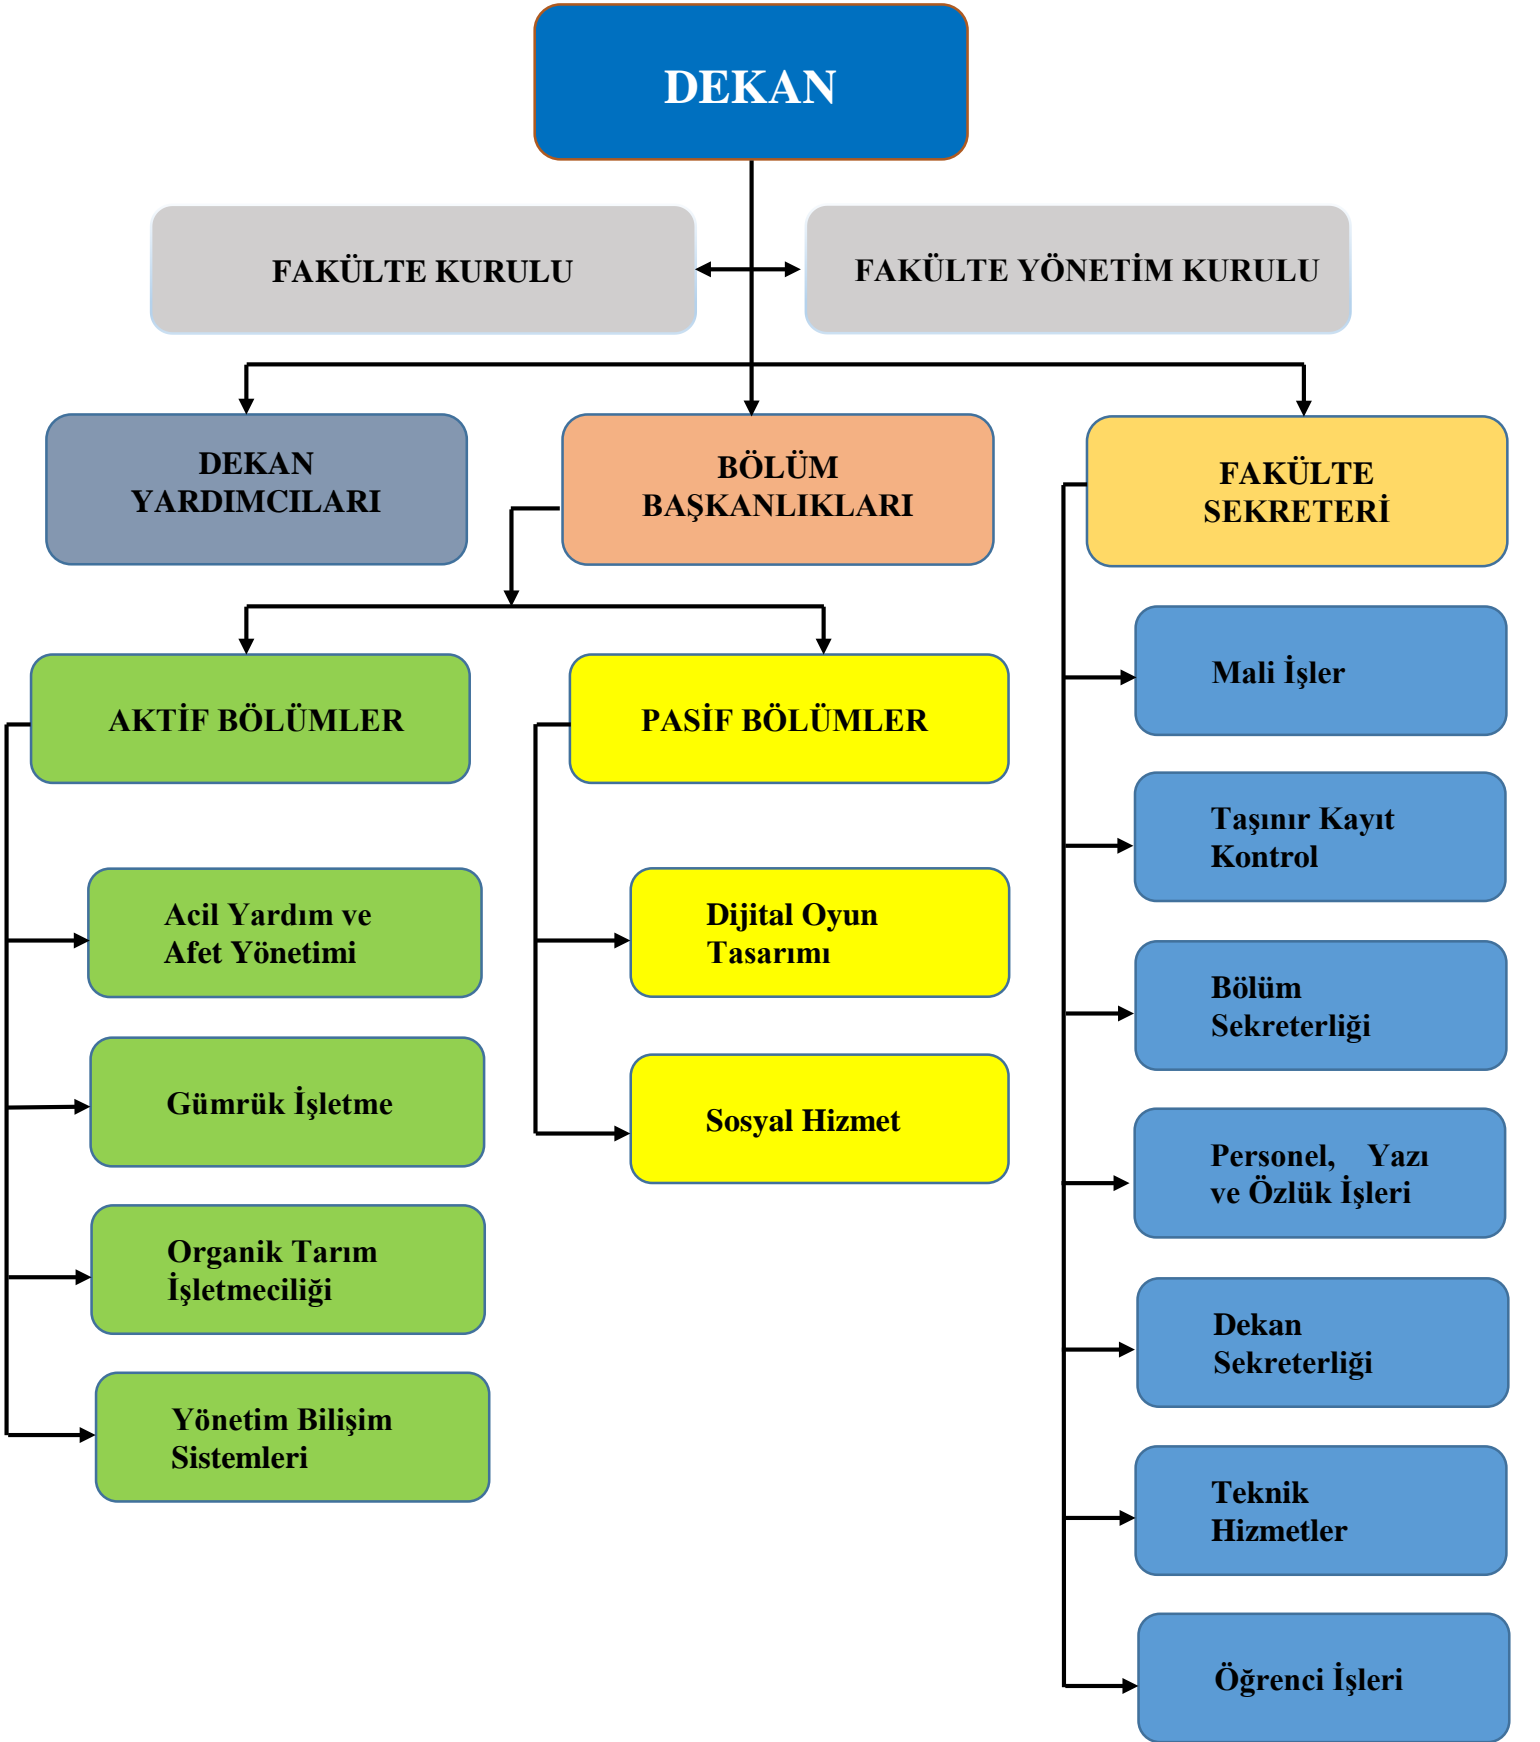 DEKAN
FAKÜLTE KURULU
FAKÜLTE YÖNETİM KURULU
DEKAN
YARDIMCILARI
BÖLÜM
BAŞKANLIKLARI
FAKÜLTE
SEKRETERİ
AKTİF BÖLÜMLER
Acil Yardım ve
Afet Yönetimi
Gümrük İşletme
Organik Tarım
İşletmeciliği
Yönetim Bilişim
Sistemleri
PASİF BÖLÜMLER
Dijital Oyun
Tasarımı
Sosyal Hizmet
Mali İşler
Taşınır Kayıt
Kontrol
Bölüm
Sekreterliği
Personel, Yazı
ve Özlük İşleri
Dekan
Sekreterliği
Teknik
Hizmetler
Öğrenci İşleri